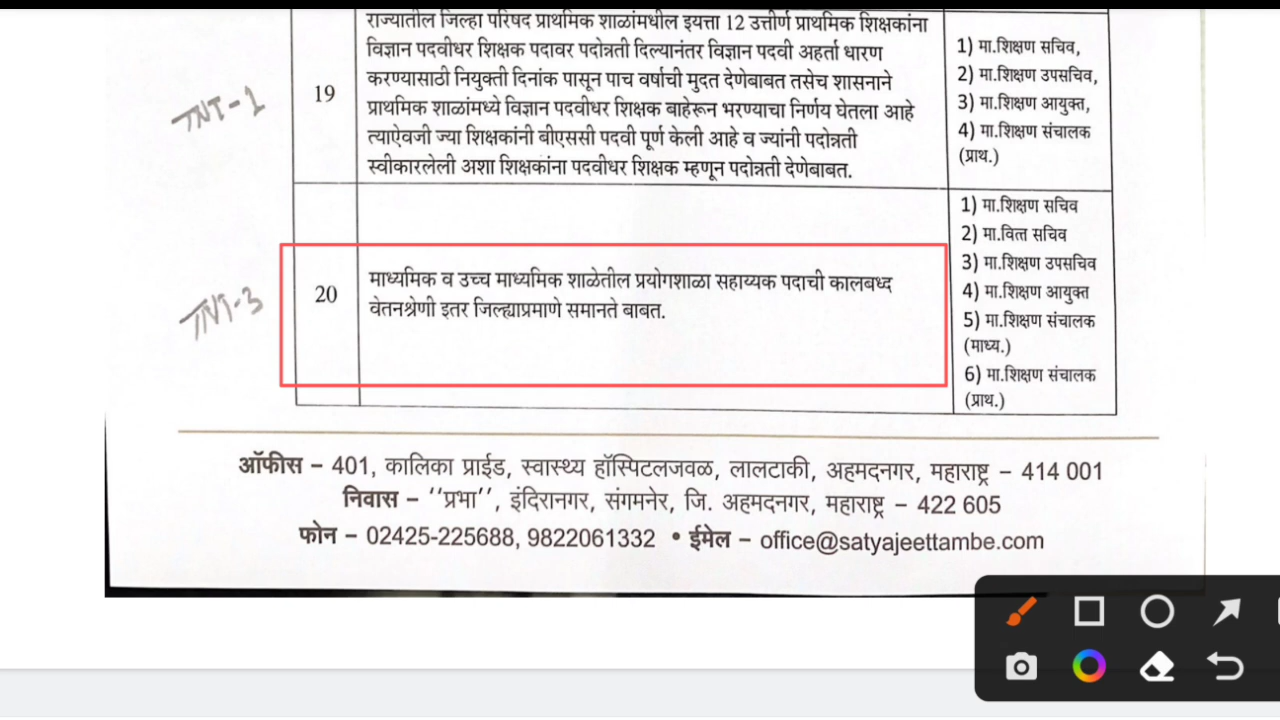 राज्यातील जिल्हा परिषद प्राथमिक शाळांमधील इयत्ता 12 उत्तीर्ण प्राथमिक शिक्षकांना
विज्ञान पदवीधर शिक्षक पदावर पदोन्नती दिल्यानंतर विज्ञान पदवी अहर्ता धारण
करण्यासाठी नियुक्ती दिनांक पासून पाच वर्षाची मुदत देणेबाबत तसेच शासनाने
प्राथमिक शाळांमध्ये विज्ञान पदवीधर शिक्षक बाहेरून भरण्याचा निर्णय घेतला आहे
त्याऐवजी ज्या शिक्षकांनी बीएससी पदवी पूर्ण केली आहे व ज्यांनी पदोन्नती
स्वीकारलेली अशा शिक्षकांना पदवीधर शिक्षक म्हणून पदोन्नती देणेबाबत.
19
TNT-1
1) मा.शिक्षण सचिव,
2) मा.शिक्षण उपसचिव,
3) मा.शिक्षण आयुक्त,
4) मा.शिक्षण संचालक
(प्राथ.)
TNT-3
20
माध्यमिक व उच्च माध्यमिक शाळेतील प्रयोगशाळा सहाय्यक पदाची कालबध्द
वेतनश्रेणी इतर जिल्ह्याप्रमाणे समानते बाबत.
1) मा.शिक्षण सचिव
2) मा.वित्त सचिव
3) मा.शिक्षण उपसचिव
4) मा.शिक्षण आयुक्त
5) मा.शिक्षण संचालक
(माध्य.)
6) मा.शिक्षण संचालक
(प्राथ.)
ऑफीस – 401, कालिका प्राईड, स्वास्थ्य हॉस्पिटलजवळ, लालटाकी, अहमदनगर, महाराष्ट्र – 414 001
निवास – ''प्रभा'', इंदिरानगर, संगमनेर, जि. अहमदनगर, महाराष्ट्र – 422 605
फोन – 02425-225688, 9822061332 • ईमेल – office@satyajeettambe.com